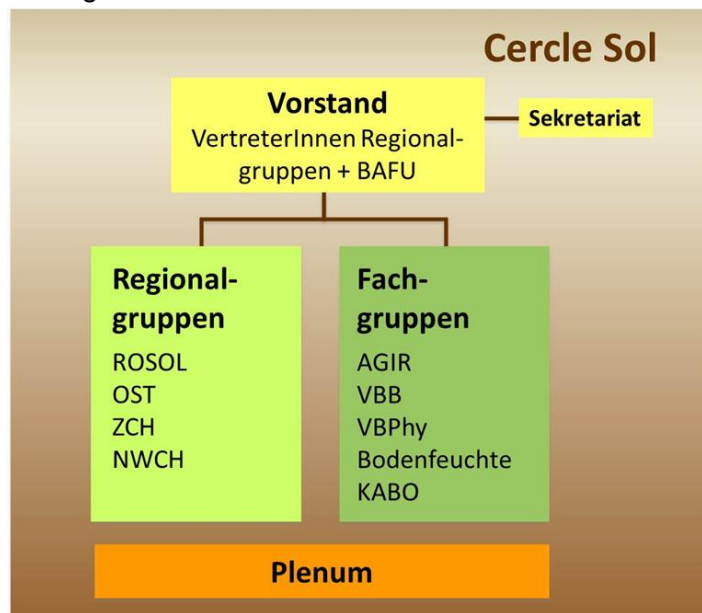 Cercle Sol
Vorstand
VertreterInnen Regional-
gruppen + BAFU
Sekretariat
Regional-
gruppen
ROSOL
OST
ZCH
NWCH
Fach-
gruppen
AGIR
VBB
VBPhy
Bodenfeuchte
KABO
Plenum